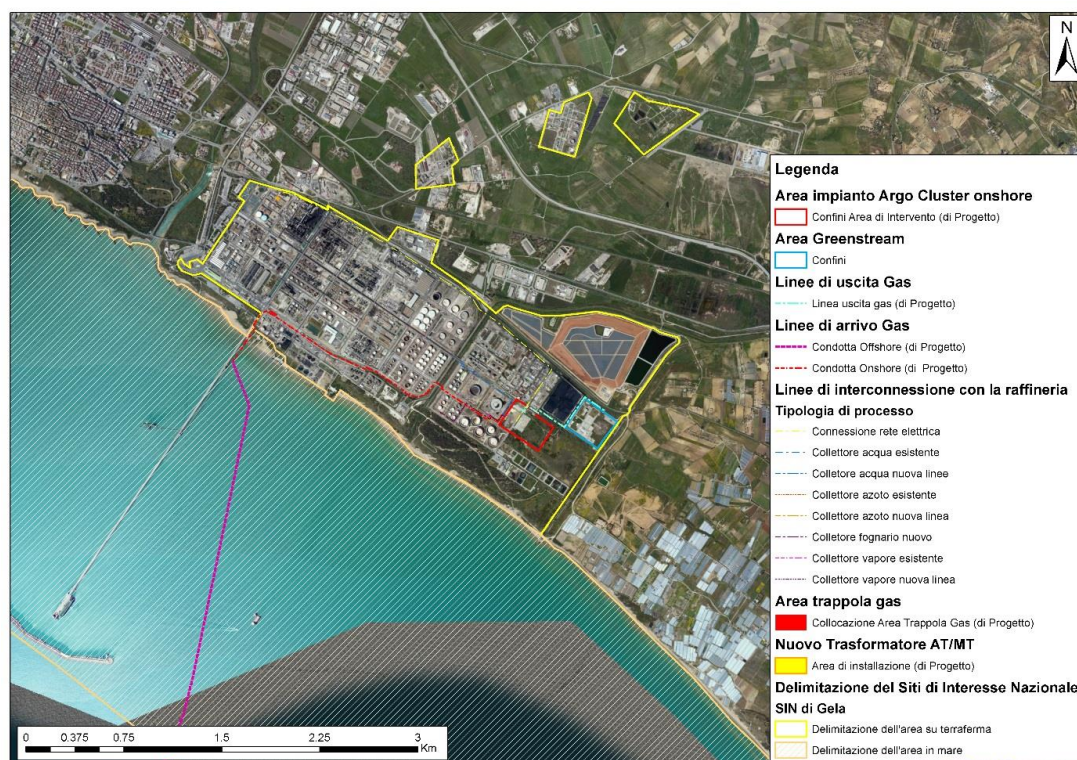 N
Legenda
Area impianto Argo Cluster onshore
Confini Area di Intervento (di Progetto)
Area Greenstream
Confini
Linee di uscita Gas
Linea uscita gas (di Progetto)
Linee di arrivo Gas
Condotta Offshore (di Progetto)
Condotta Onshore (di Progetto)
Linee di interconnessione con la raffineria
Tipologia di processo
Connessione rete elettrica
Collettore acqua esistente
Colletore acqua nuova linee
Collettore azoto esistente
Collettore azoto nuova linea
Colletore fognario nuovo
Collettore vapore esistente
Collettore vapore nuova linea
Area trappola gas
Collocazione Area Trappola Gas (di Progetto)
Nuovo Trasformatore AT/MT
Area di installazione (di Progetto)
Delimitazione del Siti di Interesse Nazionale
SIN di Gela
Delimitazione dell'area su terraferma
Delimitazione dell'area in mare
0 0.375 0.75 1.5 2.25 3
Km